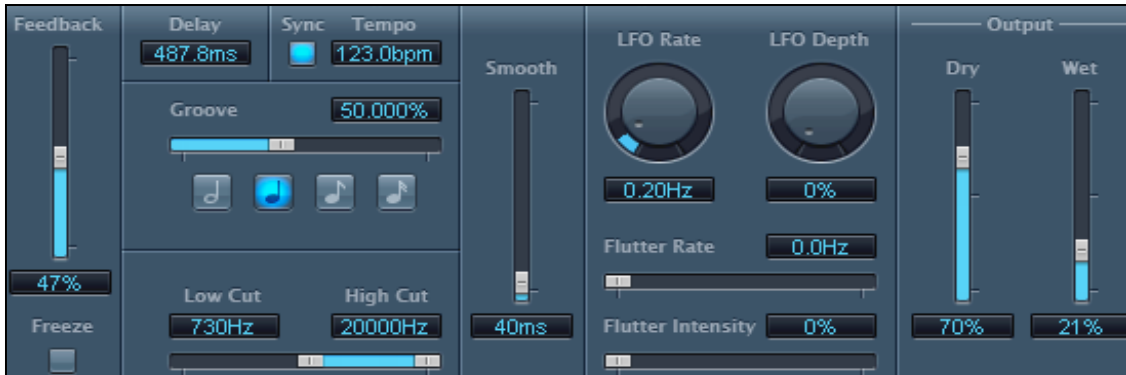 Feedback
47%
Freeze
Delay
487.8ms
Sync
Tempo
123.0bpm
Groove
50.000%
Low Cut
730Hz
High Cut
20000Hz
Smooth
40ms
LFO Rate
0.20Hz
LFO Depth
0%
Flutter Rate
0.0Hz
Flutter Intensity
0%
Output
Dry
70%
Wet
21%